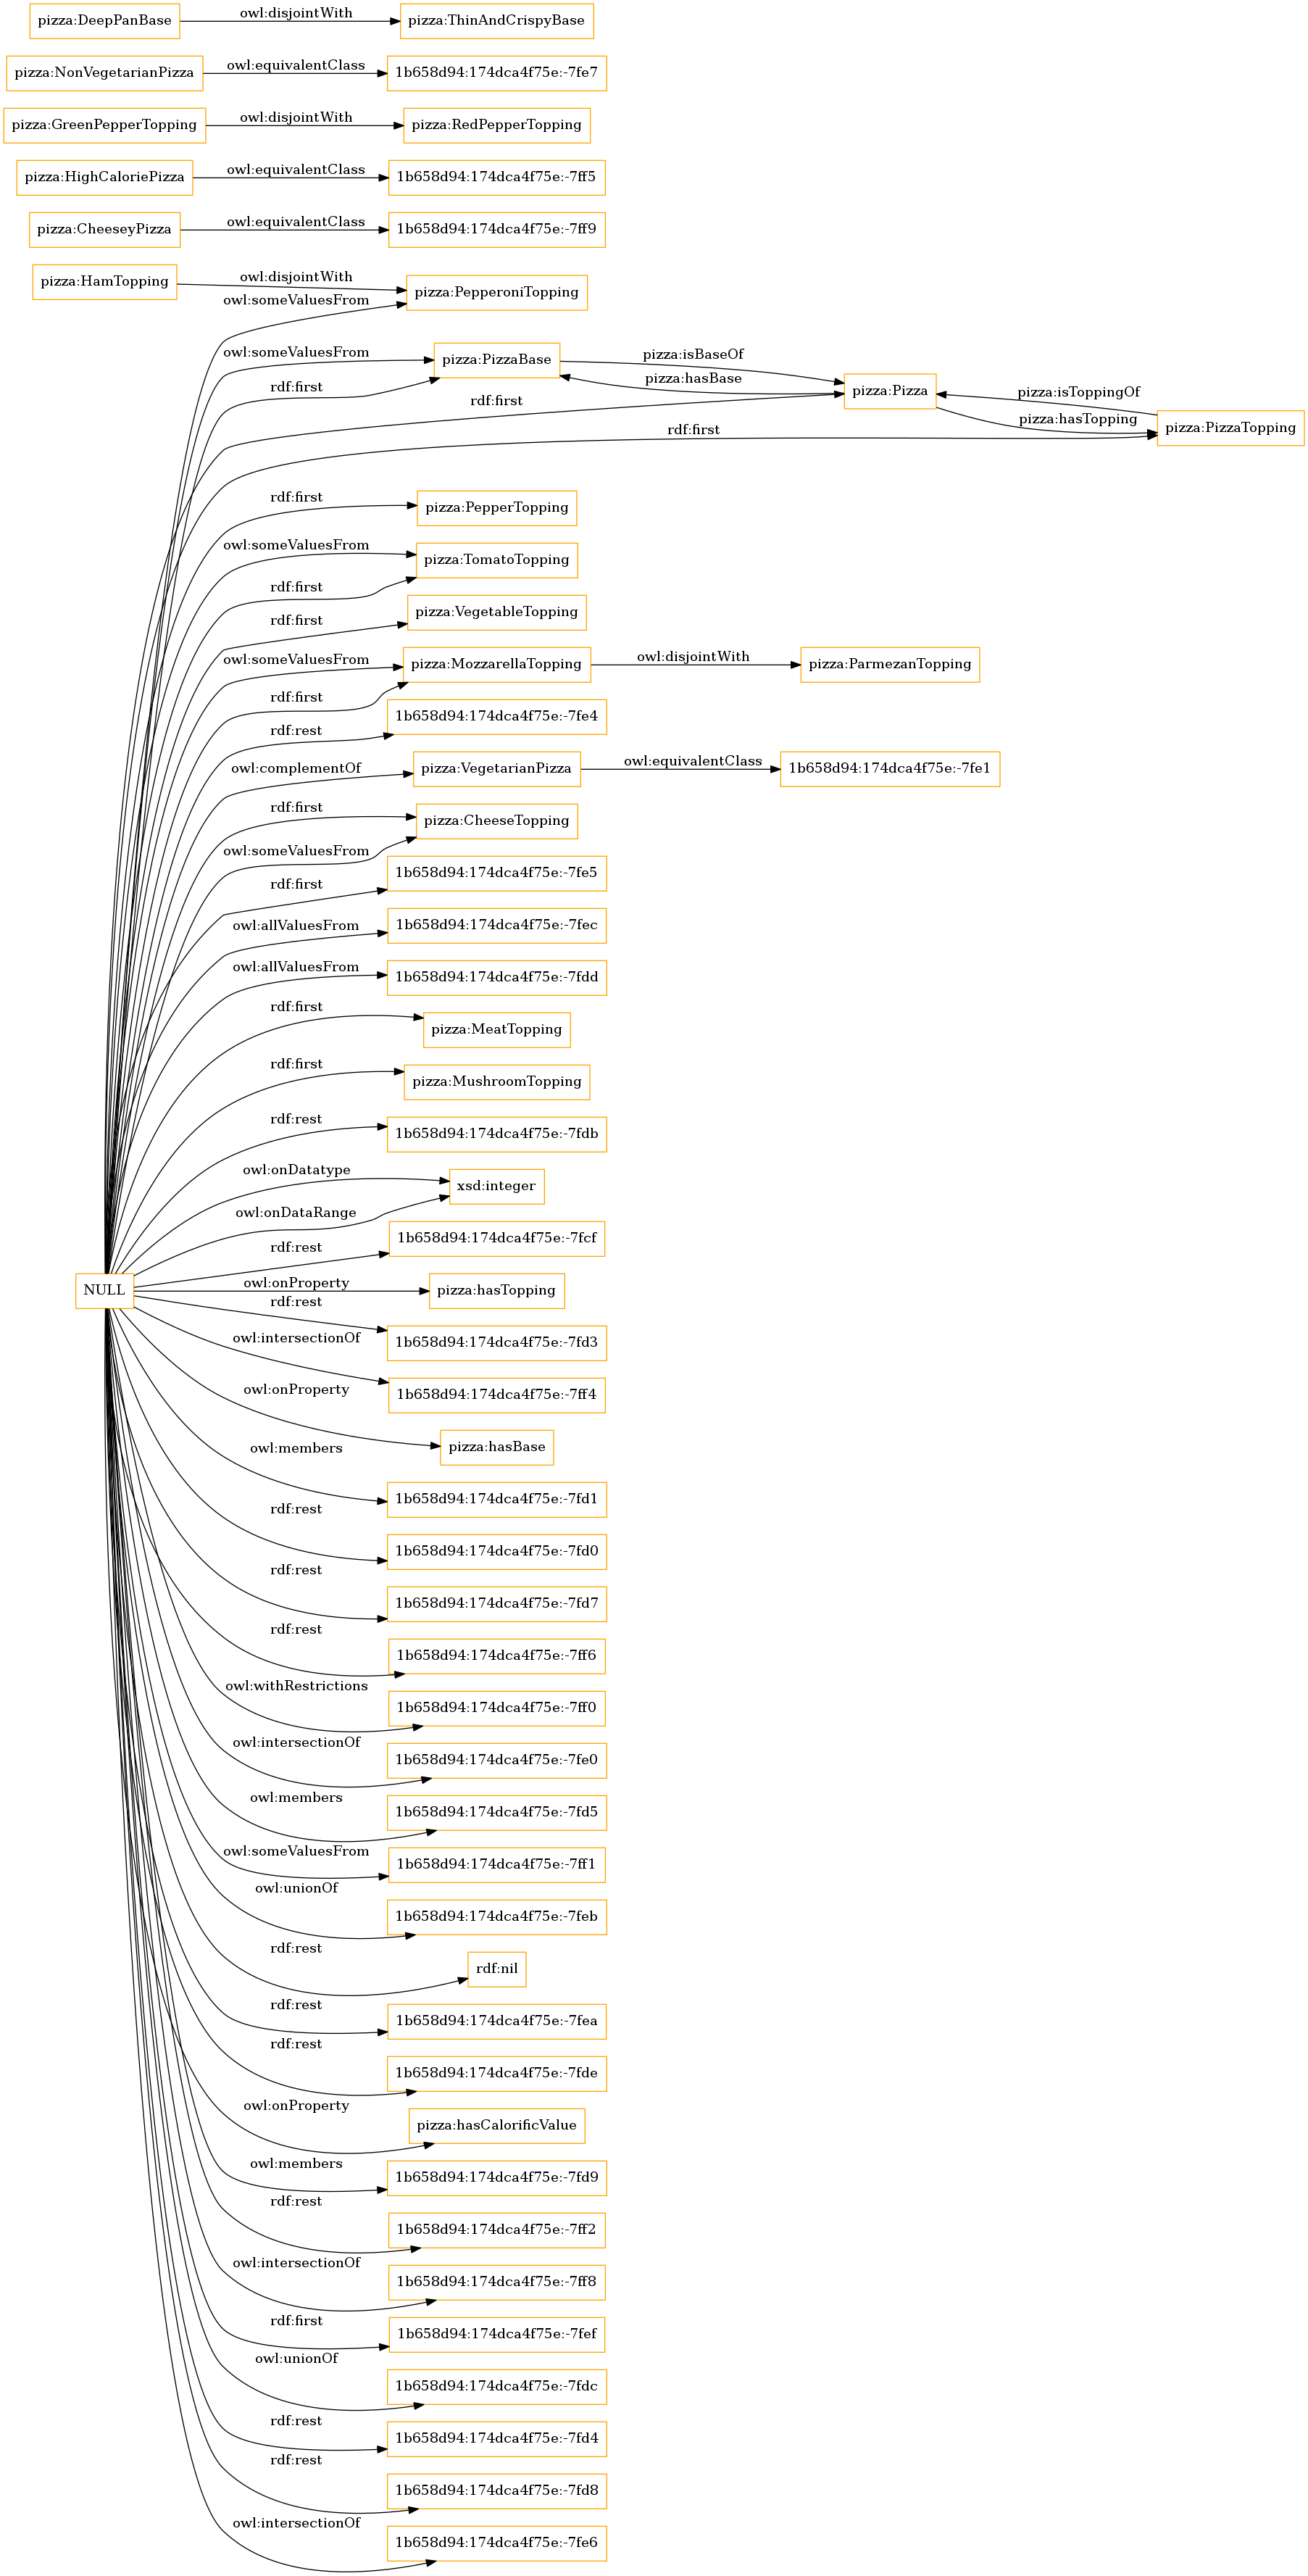 pizza:DeepPanBase owl:disjointWith pizza:ThinAndCrispyBase
pizza:NonVegetarianPizza owl:equivalentClass 1b658d94:174dca4f75e:-7fe7
pizza:GreenPepperTopping owl:disjointWith pizza:RedPepperTopping
pizza:HighCaloriePizza owl:equivalentClass 1b658d94:174dca4f75e:-7ff5
pizza:CheeseyPizza owl:equivalentClass 1b658d94:174dca4f75e:-7ff9
pizza:HamTopping owl:disjointWith pizza:PepperoniTopping
owl:someValuesFrom
owl:someValuesFrom pizza:PizzaBase pizza:isBaseOf
rdf:first pizza:hasBase pizza:Pizza pizza:isToppingOf
rdf:first pizza:hasTopping pizza:PizzaTopping
rdf:first
rdf:first pizza:PepperTopping
owl:someValuesFrom pizza:TomatoTopping
rdf:first
rdf:first pizza:VegetableTopping
owl:someValuesFrom pizza:MozzarellaTopping owl:disjointWith pizza:ParmezanTopping
rdf:first
rdf:rest 1b658d94:174dca4f75e:-7fe4
owl:complementOf pizza:VegetarianPizza owl:equivalentClass 1b658d94:174dca4f75e:-7fe1
rdf:first pizza:CheeseTopping
owl:someValuesFrom
rdf:first 1b658d94:174dca4f75e:-7fe5
owl:allValuesFrom 1b658d94:174dca4f75e:-7fec
owl:allValuesFrom 1b658d94:174dca4f75e:-7fdd
rdf:first pizza:MeatTopping
rdf:first pizza:MushroomTopping
rdf:rest 1b658d94:174dca4f75e:-7fdb
owl:onDatatype xsd:integer
owl:onDataRange
rdf:rest 1b658d94:174dca4f75e:-7fcf
NULL owl:onProperty pizza:hasTopping
rdf:rest 1b658d94:174dca4f75e:-7fd3
owl:intersectionOf 1b658d94:174dca4f75e:-7ff4
owl:onProperty pizza:hasBase
owl:members 1b658d94:174dca4f75e:-7fd1
rdf:rest 1b658d94:174dca4f75e:-7fd0
rdf:rest 1b658d94:174dca4f75e:-7fd7
rdf:rest 1b658d94:174dca4f75e:-7ff6
owl:withRestrictions 1b658d94:174dca4f75e:-7ff0
owl:intersectionOf 1b658d94:174dca4f75e:-7fe0
owl:members 1b658d94:174dca4f75e:-7fd5
owl:someValuesFrom 1b658d94:174dca4f75e:-7ff1
owl:unionOf 1b658d94:174dca4f75e:-7feb
rdf:rest rdf:nil
rdf:rest 1b658d94:174dca4f75e:-7fea
rdf:rest 1b658d94:174dca4f75e:-7fde
owl:onProperty pizza:hasCalorificValue
owl:members 1b658d94:174dca4f75e:-7fd9
rdf:rest 1b658d94:174dca4f75e:-7ff2
owl:intersectionOf 1b658d94:174dca4f75e:-7ff8
rdf:first 1b658d94:174dca4f75e:-7fef
owl:unionOf 1b658d94:174dca4f75e:-7fdc
rdf:rest 1b658d94:174dca4f75e:-7fd4
rdf:rest 1b658d94:174dca4f75e:-7fd8
owl:intersectionOf 1b658d94:174dca4f75e:-7fe6